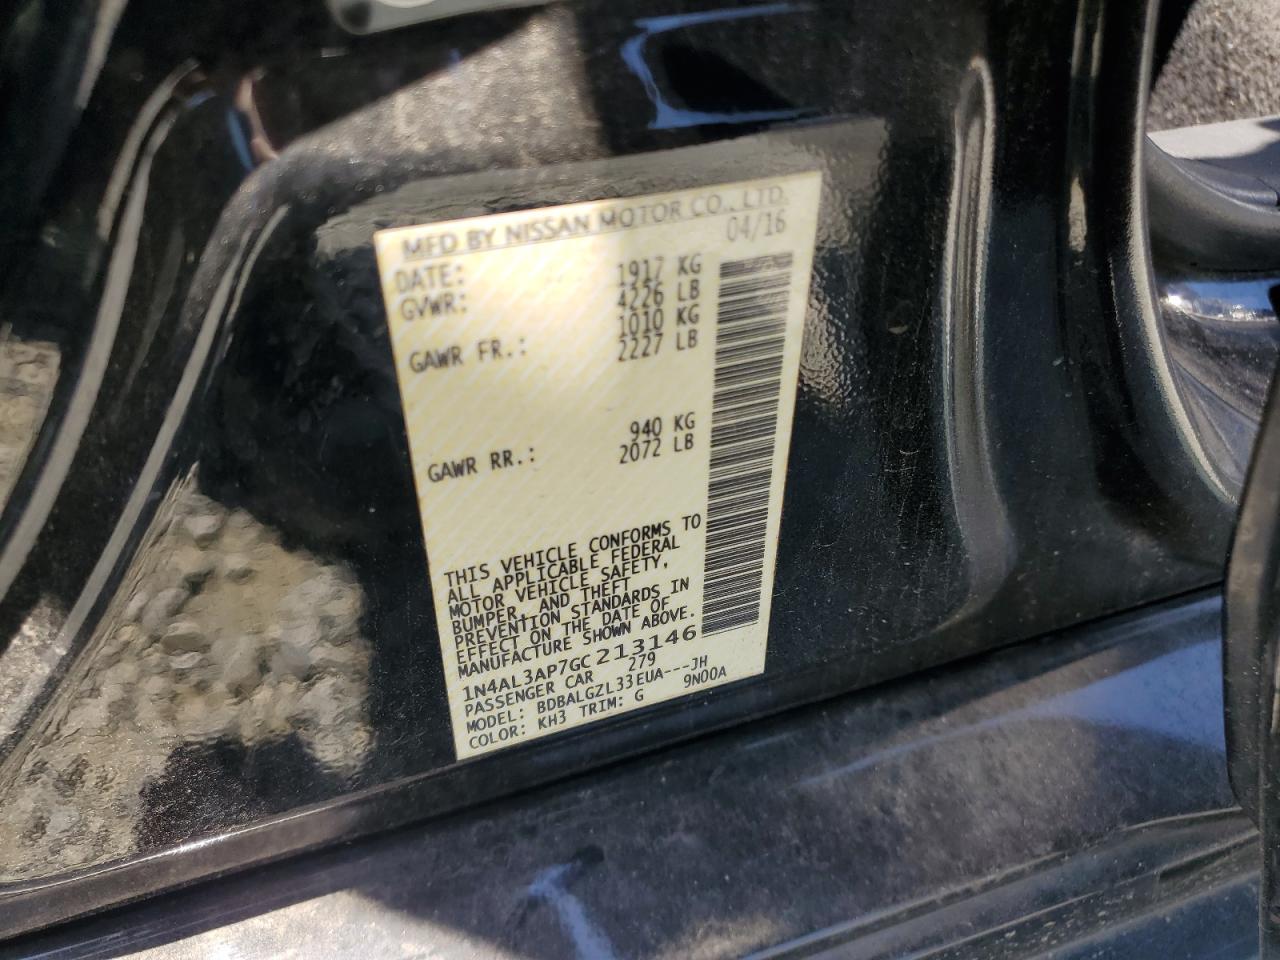 MFD BY NISSAN MOTOR CO., LTD.
DATE: 04/16
GVWR: 1917 KG
4226 LB
GAWR FR.: 1010 KG
2227 LB
GAWR RR.: 940 KG
2072 LB
THIS VEHICLE CONFORMS TO
ALL APPLICABLE FEDERAL
MOTOR VEHICLE SAFETY,
BUMPER, AND THEFT
PREVENTION STANDARDS IN
EFFECT ON THE DATE OF
MANUFACTURE SHOWN ABOVE.
1N4AL3AP7GC213146
PASSENGER CAR 279
MODEL: BDBALGZL33EUA---JH
COLOR: KH3 TRIM: G 9N00A